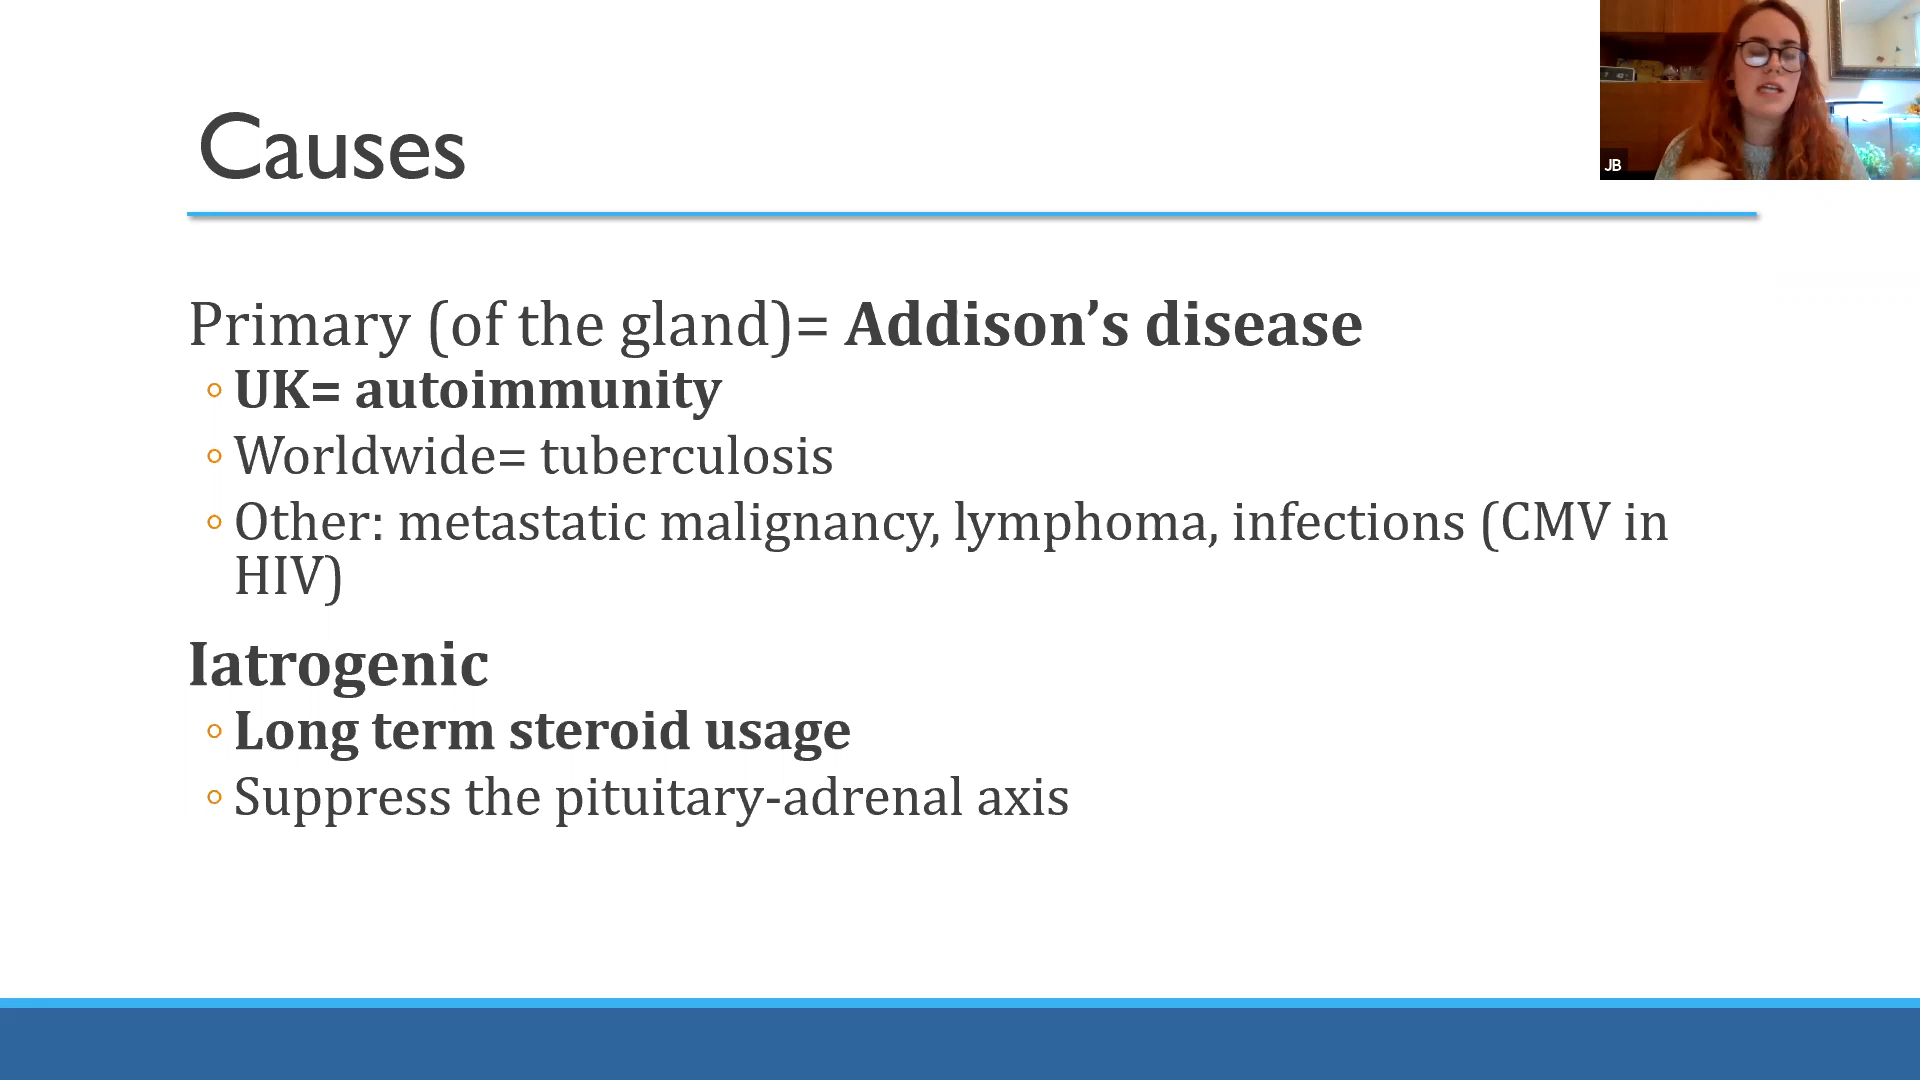 Causes
JB
Primary (of the gland)= Addison’s disease
◦ UK= autoimmunity
◦ Worldwide= tuberculosis
◦ Other: metastatic malignancy, lymphoma, infections (CMV in
HIV)
Iatrogenic
◦ Long term steroid usage
◦ Suppress the pituitary-adrenal axis